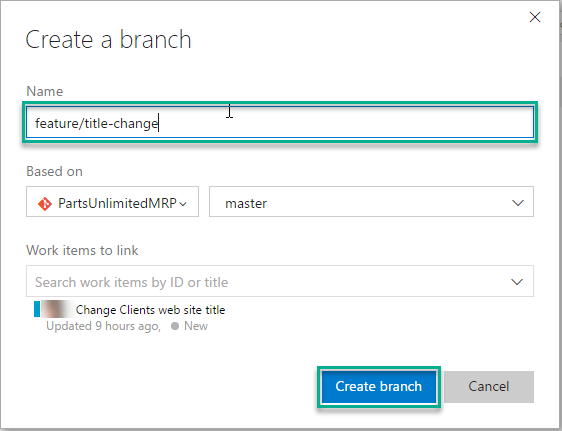 Create a branch
Name
feature/title-change
Based on
PartsUnlimitedMRP
master
Work items to link
Search work items by ID or title
Change Clients web site title
Updated 9 hours ago, New
Create branch
Cancel